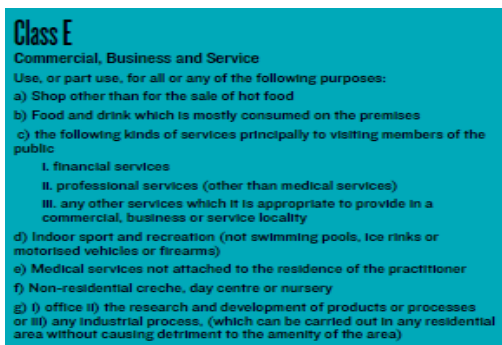 Class E
Commercial, Business and Service
Use, or part use, for all or any of the following purposes:
a) Shop other than for the sale of hot food
b) Food and drink which is mostly consumed on the premises
c) the following kinds of services principally to visiting members of the
public
I. financial services
II. professional services (other than medical services)
III. any other services which it is appropriate to provide in a
commercial, business or service locality
d) Indoor sport and recreation (not swimming pools, ice rinks or
motorised vehicles or firearms)
e) Medical services not attached to the residence of the practitioner
f) Non-residential creche, day centre or nursery
g) i) office ii) the research and development of products or processes
or iii) any industrial process, (which can be carried out in any residential
area without causing detriment to the amenity of the area)